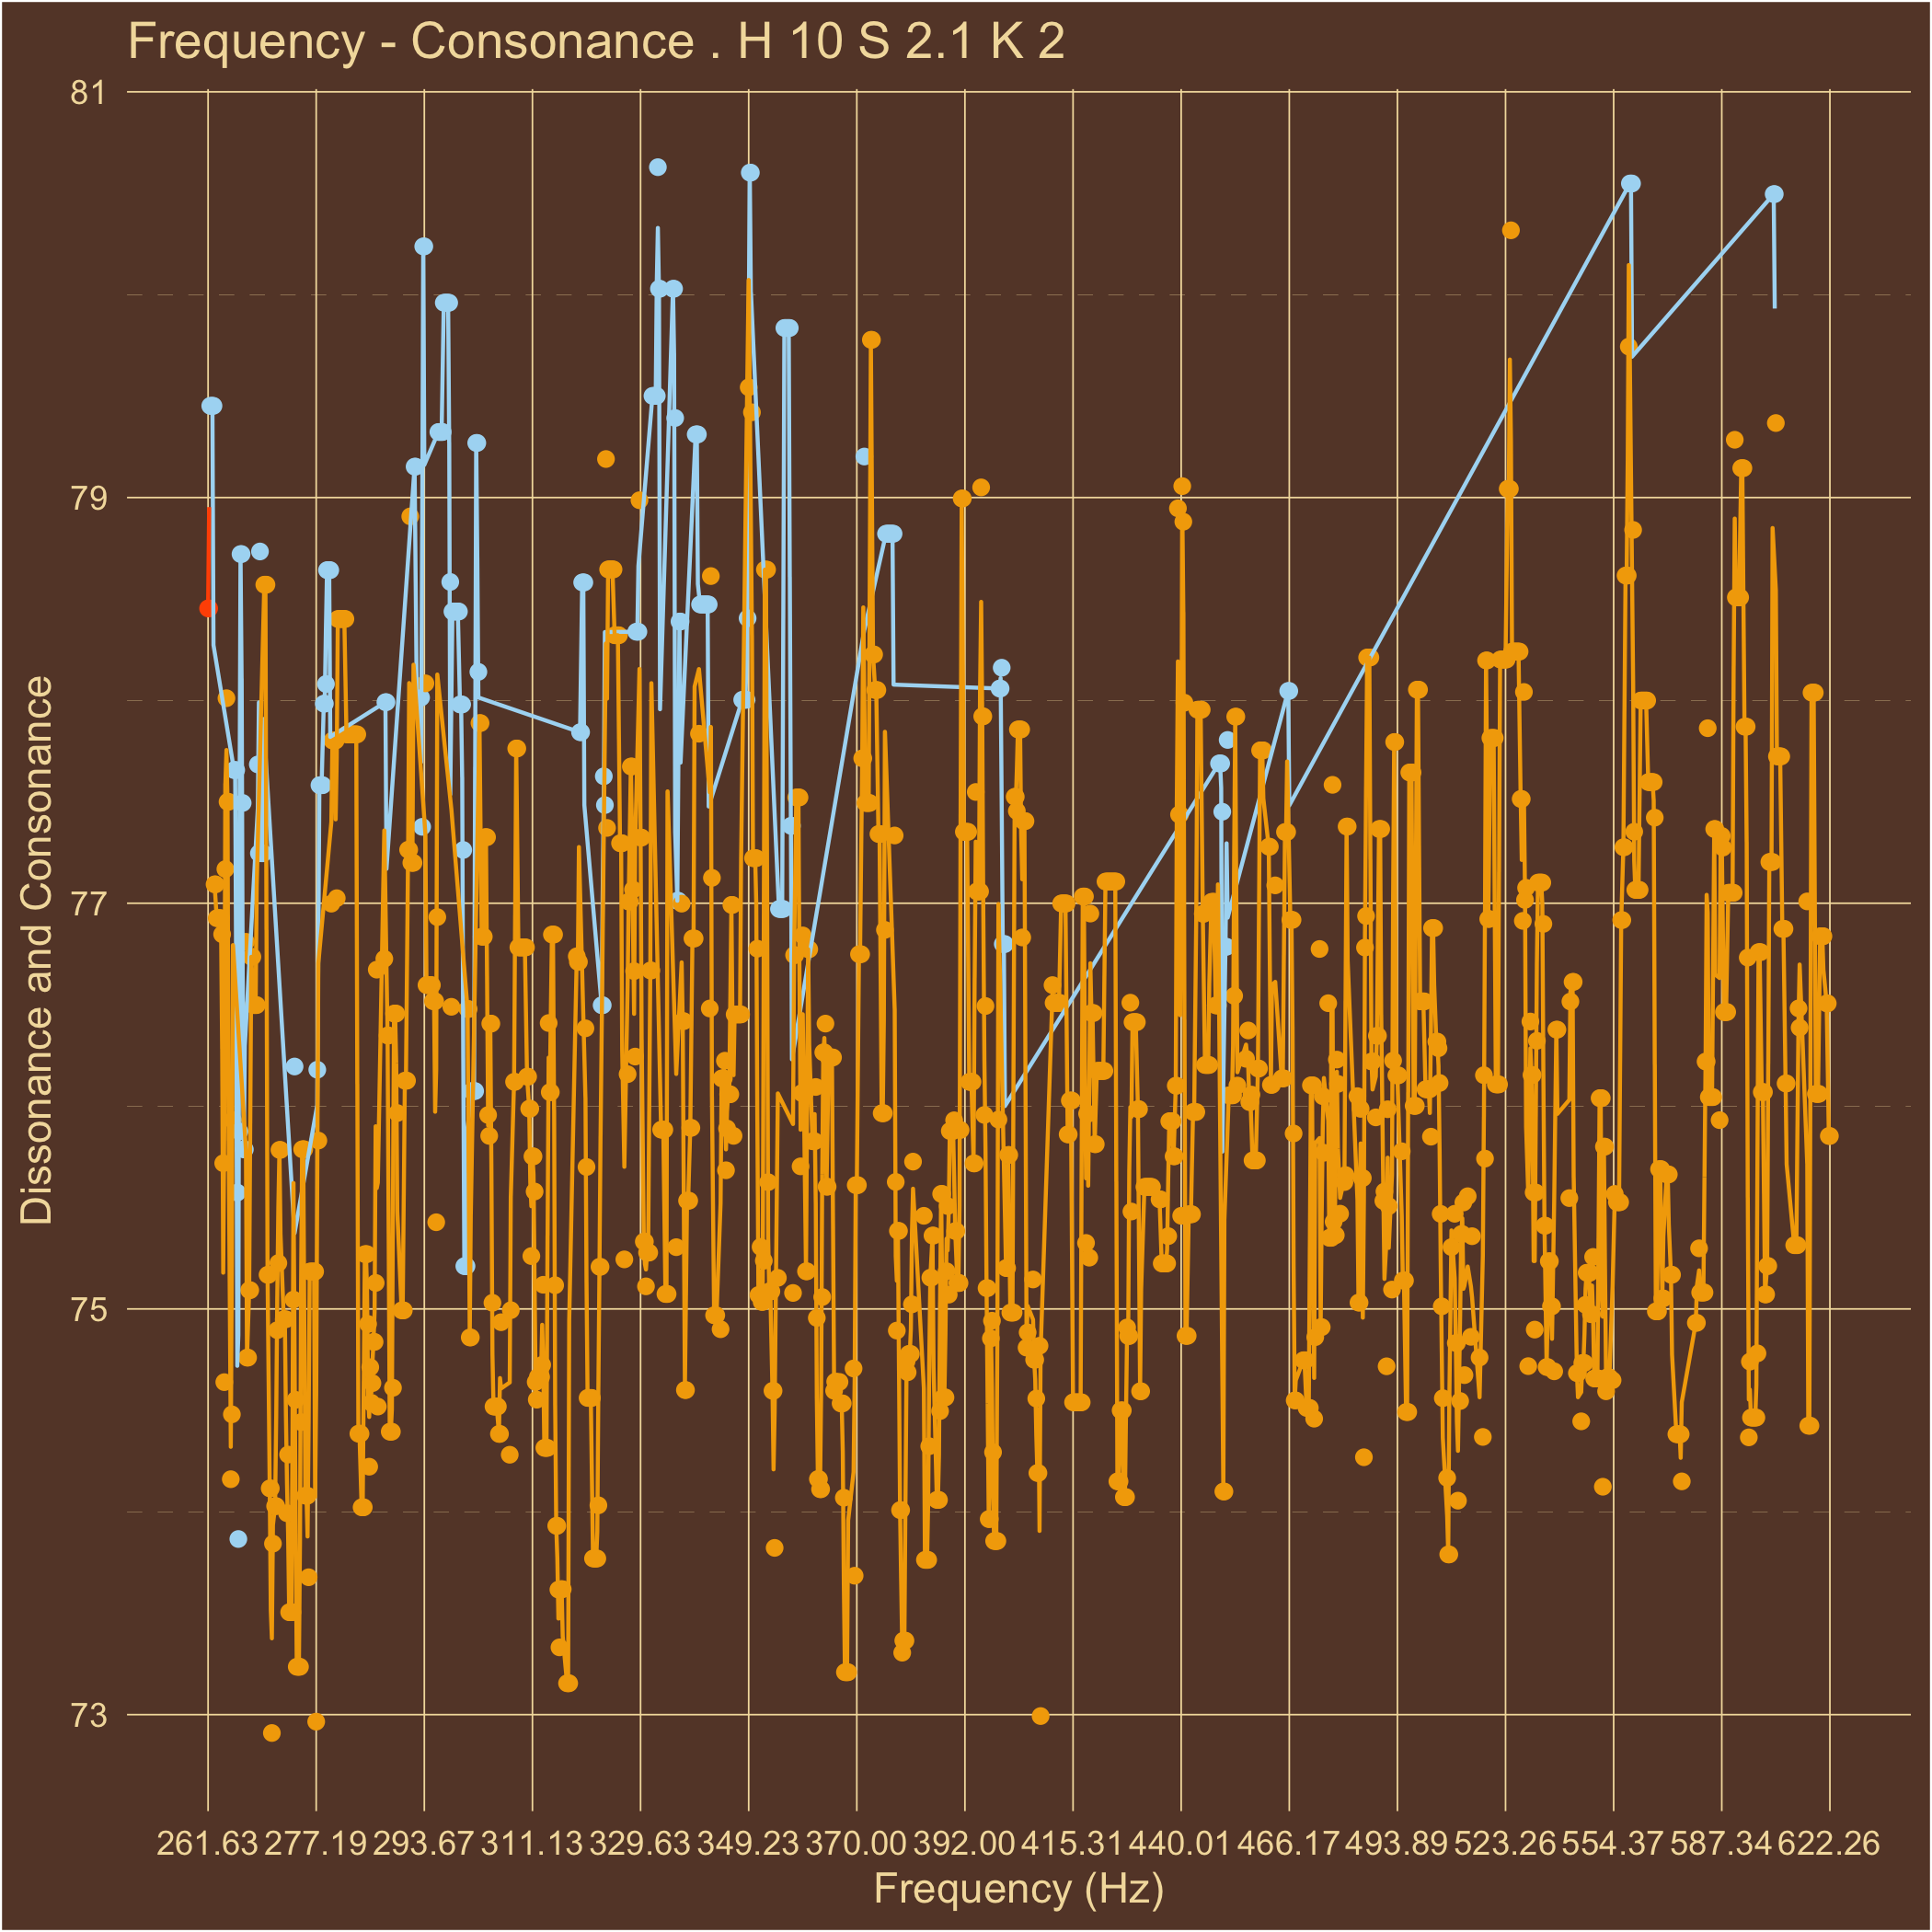 Frequency - Consonance . H 10 S 2.1 K 2
81
79
77
75
73
Dissonance and Consonance
261.63 277.19 293.67 311.13 329.63 349.23 370.00 392.00 415.31 440.01 466.17 493.89 523.26 554.37 587.34 622.26
Frequency (Hz)